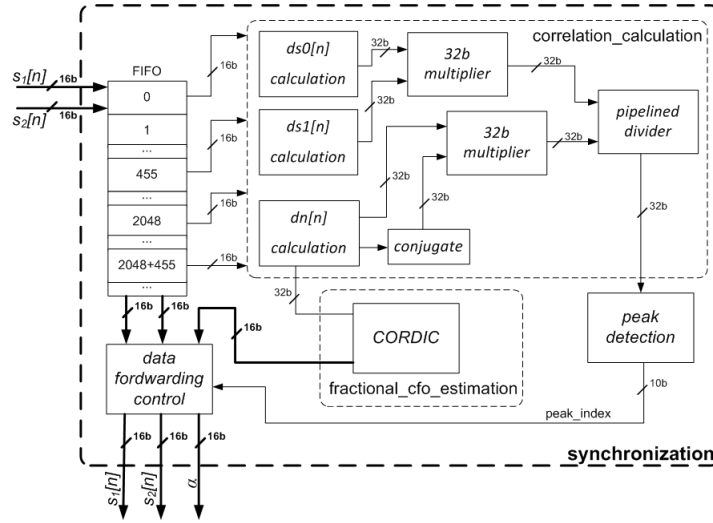 correlation_calculation
FIFO
s1[n]
16b
s2[n]
16b
0
1
...
455
...
2048
...
2048+455
...
16b
16b
16b
16b
ds0[n]
calculation
32b
32b
multiplier
32b
ds1[n]
calculation
32b
32b
multiplier
32b
pipelined
divider
dn[n]
calculation
32b
32b
conjugate
32b
32b
16b
16b
16b
CORDIC
fractional_cfo_estimation
peak
detection
10b
peak_index
data
fordwarding
control
16b
16b
16b
s1[n]
s2[n]
α
synchronization